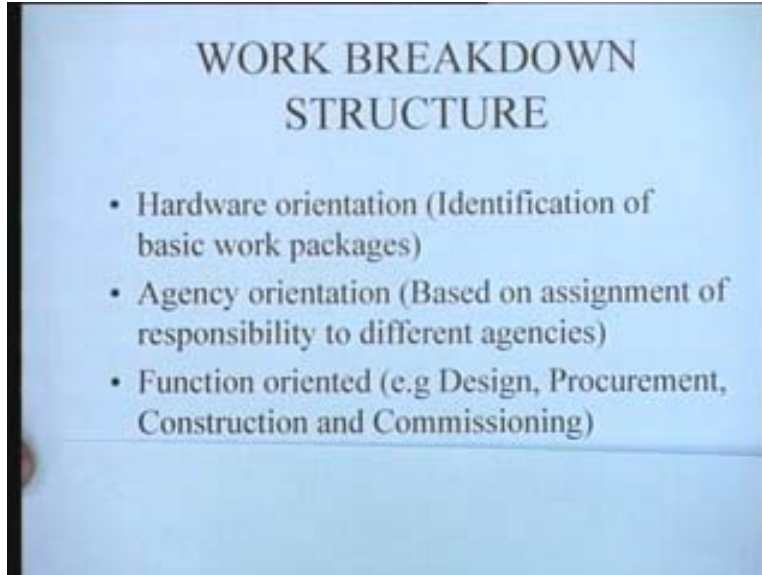 WORK BREAKDOWN
STRUCTURE
• Hardware orientation (Identification of
basic work packages)
• Agency orientation (Based on assignment of
responsibility to different agencies)
• Function oriented (e.g Design, Procurement,
Construction and Commissioning)